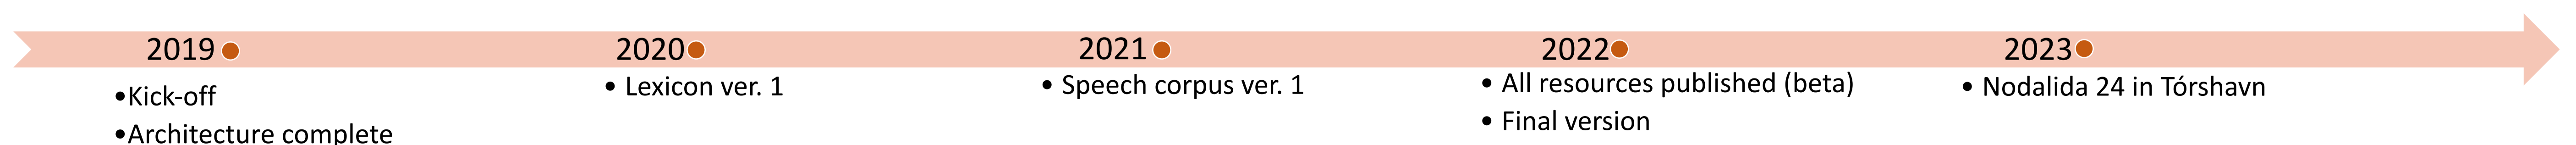 2019
•Kick-off
•Architecture complete
2020
• Lexicon ver. 1
2021
• Speech corpus ver. 1
2022
• All resources published (beta)
• Final version
2023
• Nodalida 24 in Tórshavn